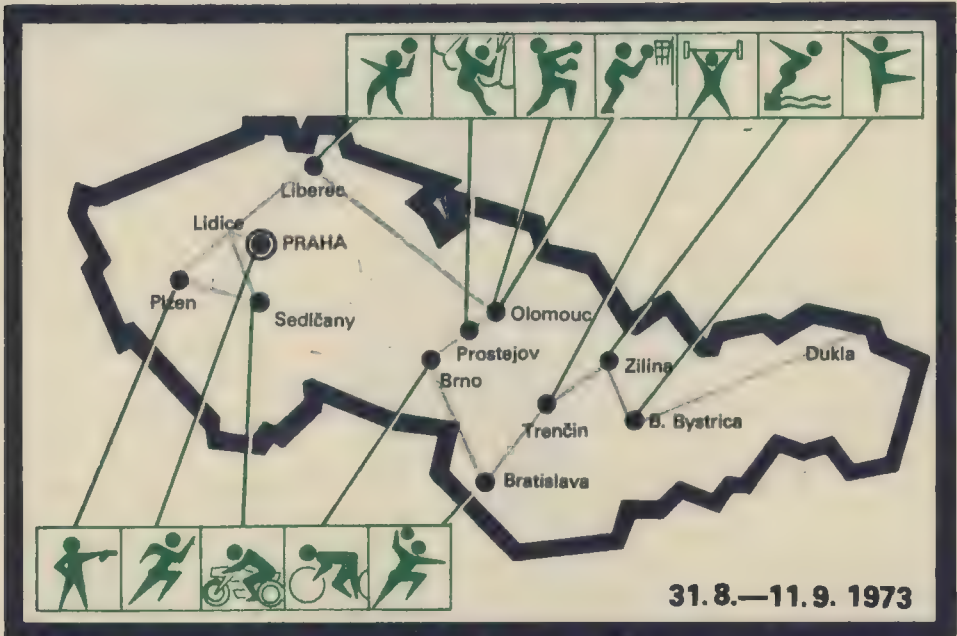 Liberec
Lidice
PRAHA
Plzen
Sedlčany
Olomouc
Prostejov
Brno
Zilina
Dukla
Trenčin
B. Bystrica
Bratislava
31.8.—11.9. 1973